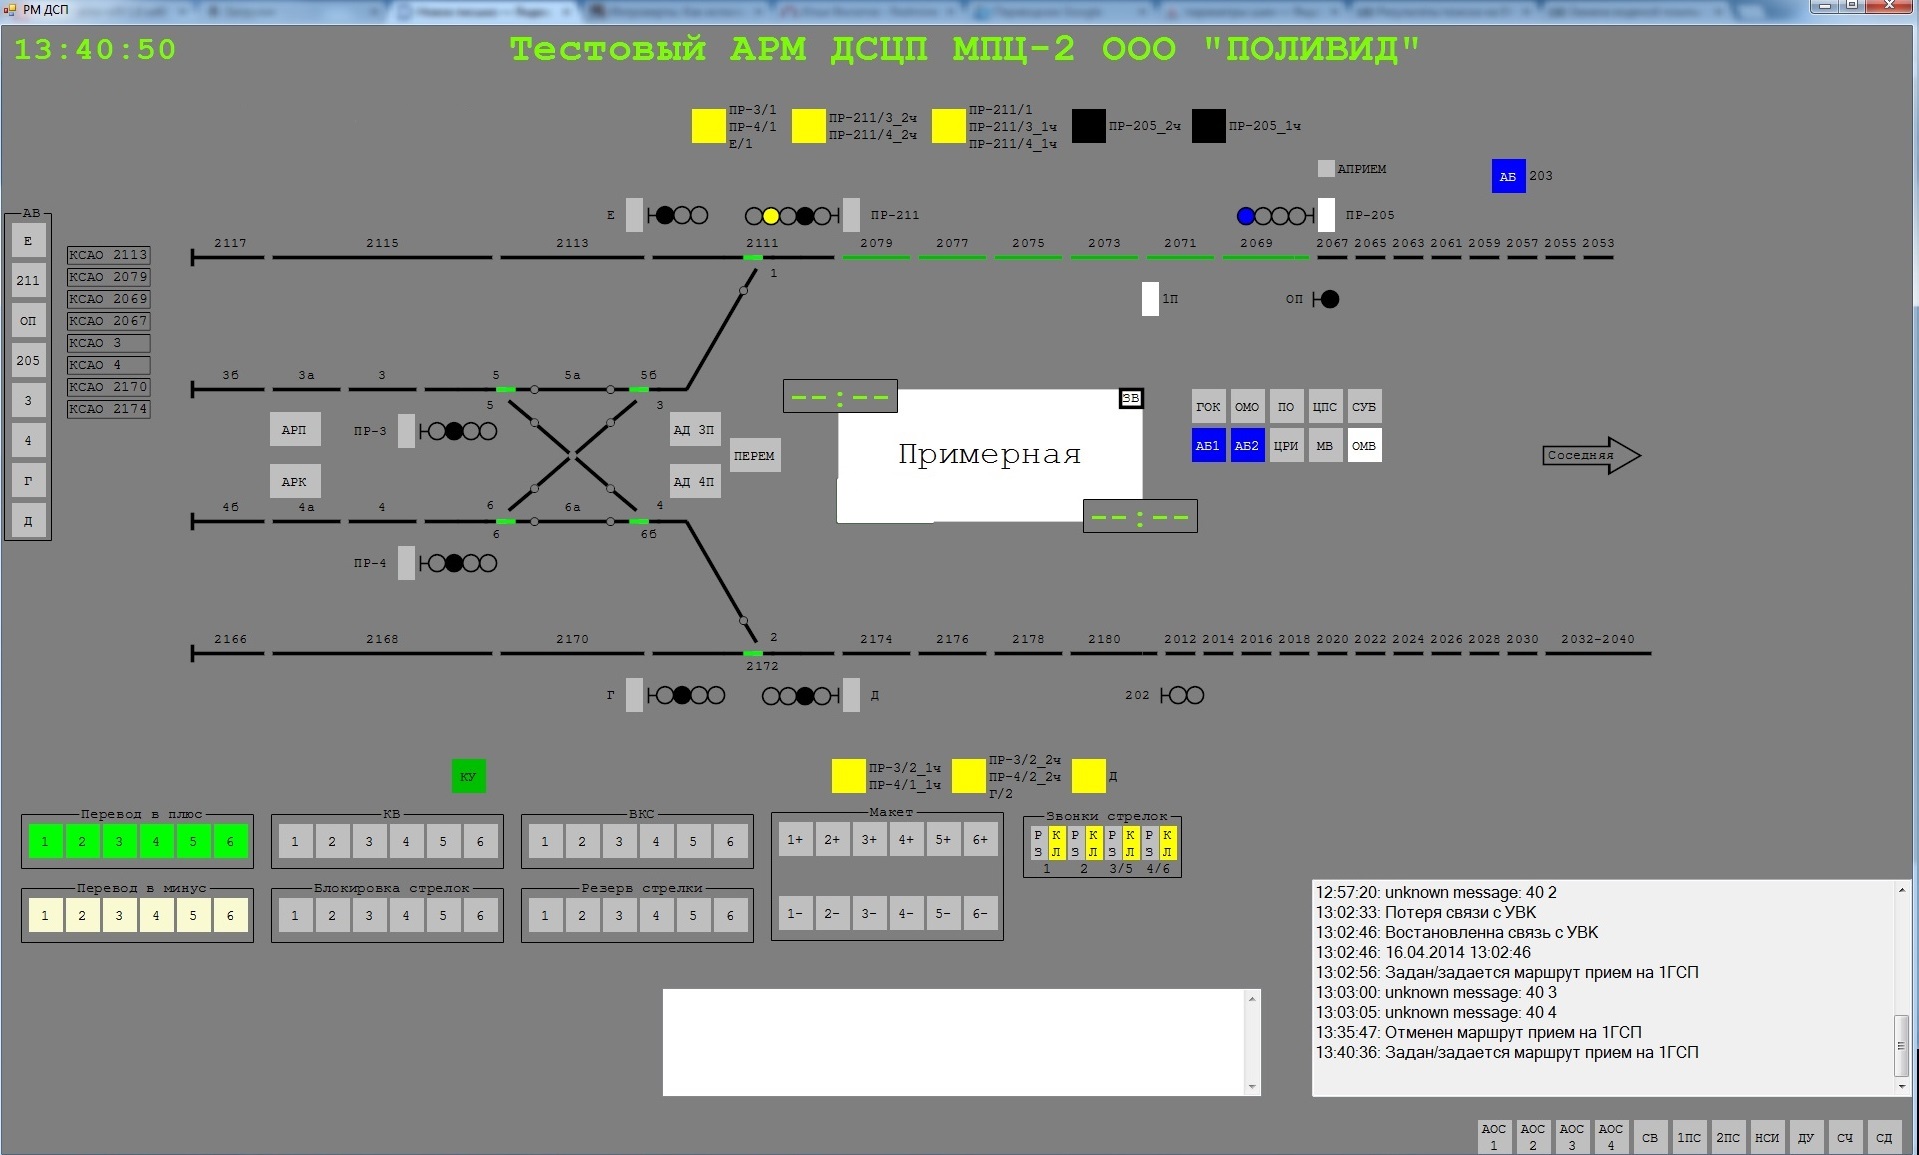 РМ ДСП
13:40:50
Тестовый АРМ ДСЦП МПЦ-2 ООО "ПОЛИВИД"
ПР-3/1
ПР-4/1
Е/1
ПР-211/3_2ч
ПР-211/4_2ч
ПР-211/1
ПР-211/3_1ч
ПР-211/4_1ч
ПР-205_2ч
ПР-205_1ч
АПРИЕМ
АБ 203
АВ
Е
211
ОП
205
3
4
Г
Д
КСАО 2113
КСАО 2079
КСАО 2069
КСАО 2067
КСАО 3
КСАО 4
КСАО 2170
КСАО 2174
Е
ПР-211
ПР-205
2117 2115 2113 2111 2079 2077 2075 2073 2071 2069 2067 2065 2063 2061 2059 2057 2055 2053
1
1П
ОП
3б 3а 3 5 5а 5б
5 3
АРП
ПР-3
АД 3П
ПЕРЕМ
АРК
АД 4П
--:--
ЗВ
Примерная
--:--
ГОК ОМО ПО ЦПС СУБ
АБ1 АБ2 ЦРИ МВ ОМВ
Соседняя
4б 4а 4 6 6а 4
6 6б
ПР-4
2
2166 2168 2170 2174 2176 2178 2180 2012 2014 2016 2018 2020 2022 2024 2026 2028 2030 2032-2040
2172
Г
Д
202
КУ
ПР-3/2_1ч
ПР-4/1_1ч
ПР-3/2_2ч
ПР-4/2_2ч
Г/2
Д
Перевод в плюс
1 2 3 4 5 6
КВ
1 2 3 4 5 6
ВКС
1 2 3 4 5 6
Макет
1+ 2+ 3+ 4+ 5+ 6+
1- 2- 3- 4- 5- 6-
Звонки стрелок
Р К Р К Р К Р К
З Л З Л З Л З Л
1 2 3/5 4/6
Перевод в минус
1 2 3 4 5 6
Блокировка стрелок
1 2 3 4 5 6
Резерв стрелки
1 2 3 4 5 6
12:57:20: unknown message: 40 2
13:02:33: Потеря связи с УВК
13:02:46: Востановленна связь с УВК
13:02:46: 16.04.2014 13:02:46
13:02:56: Задан/задается маршрут прием на 1ГСП
13:03:00: unknown message: 40 3
13:03:05: unknown message: 40 4
13:35:47: Отменен маршрут прием на 1ГСП
13:40:36: Задан/задается маршрут прием на 1ГСП
АОС 1
АОС 2
АОС 3
АОС 4
СВ
1ПС
2ПС
НСИ
ДУ
СЧ
СД